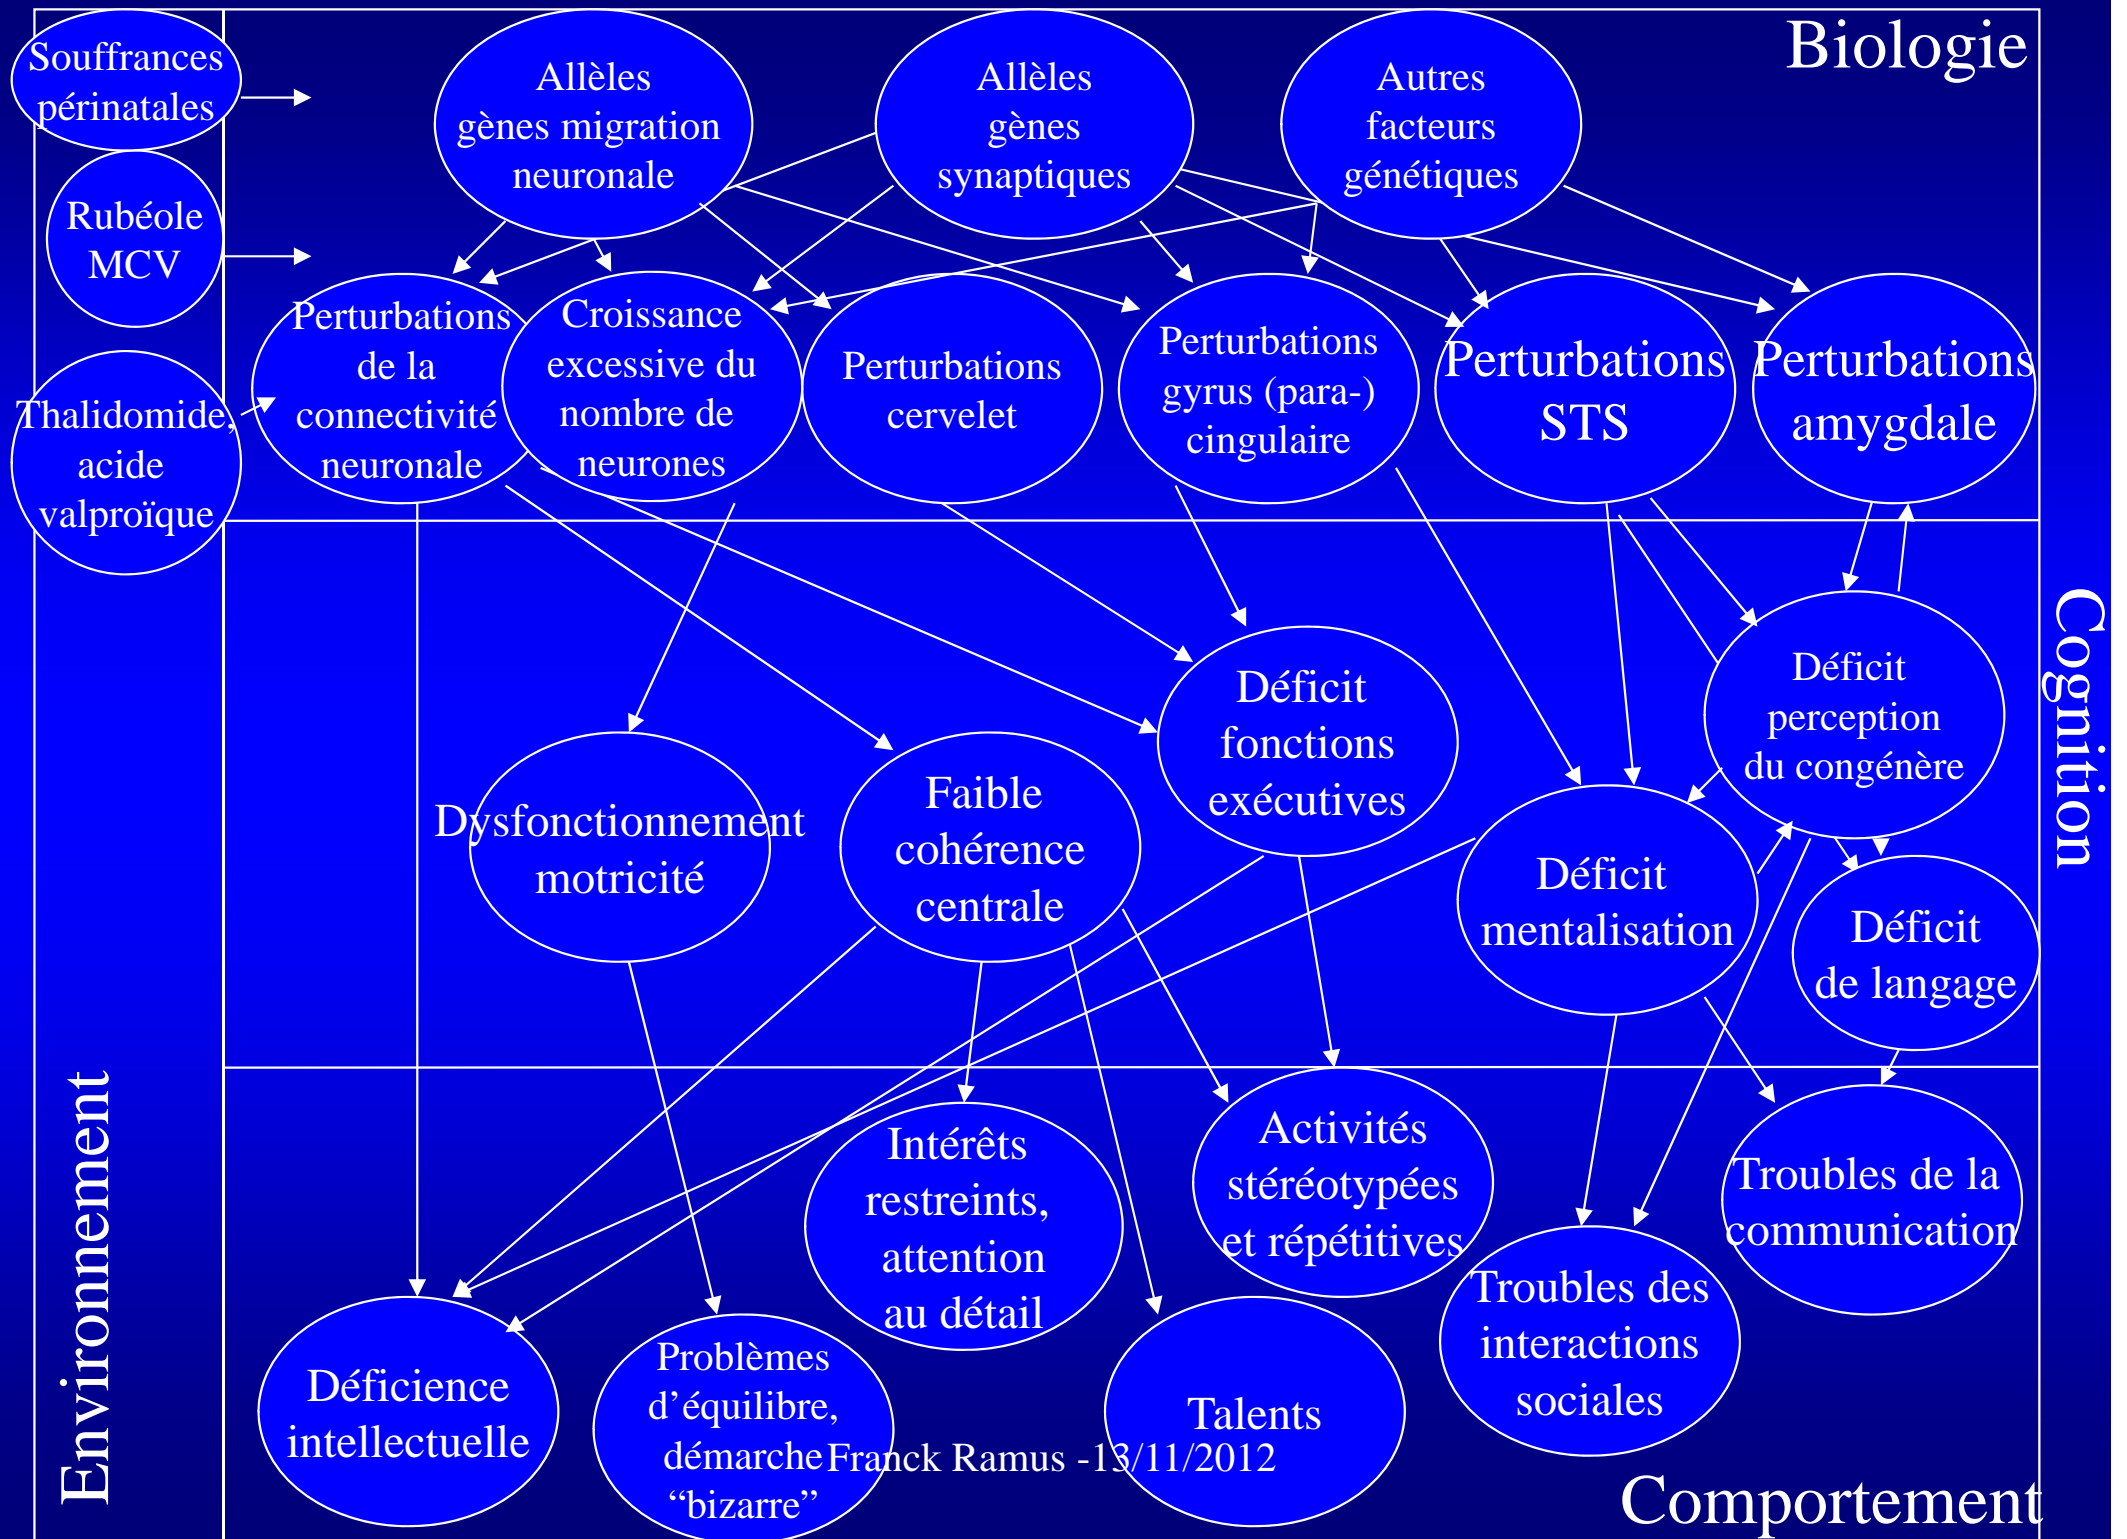 Biologie
Souffrances
périnatales
Rubéole
MCV
Thalidomide,
acide
valproïque
Environnement
Allèles
gènes migration
neuronale
Allèles
gènes
synaptiques
Autres
facteurs
génétiques
Perturbations
de la
connectivité
neuronale
Croissance
excessive du
nombre de
neurones
Perturbations
cervelet
Perturbations
gyrus (para-)
cingulaire
Perturbations
STS
Perturbations
amygdale
Cognition
Dysfonctionnement
motricité
Faible
cohérence
centrale
Déficit
fonctions
exécutives
Déficit
mentalisation
Déficit
perception
du congénère
Déficit
de langage
Déficience
intellectuelle
Problèmes
d’équilibre,
démarche
“bizarre”
Intérêts
restreints,
attention
au détail
Talents
Activités
stéréotypées
et répétitives
Troubles des
interactions
sociales
Troubles de la
communication
Franck Ramus -13/11/2012
Comportement